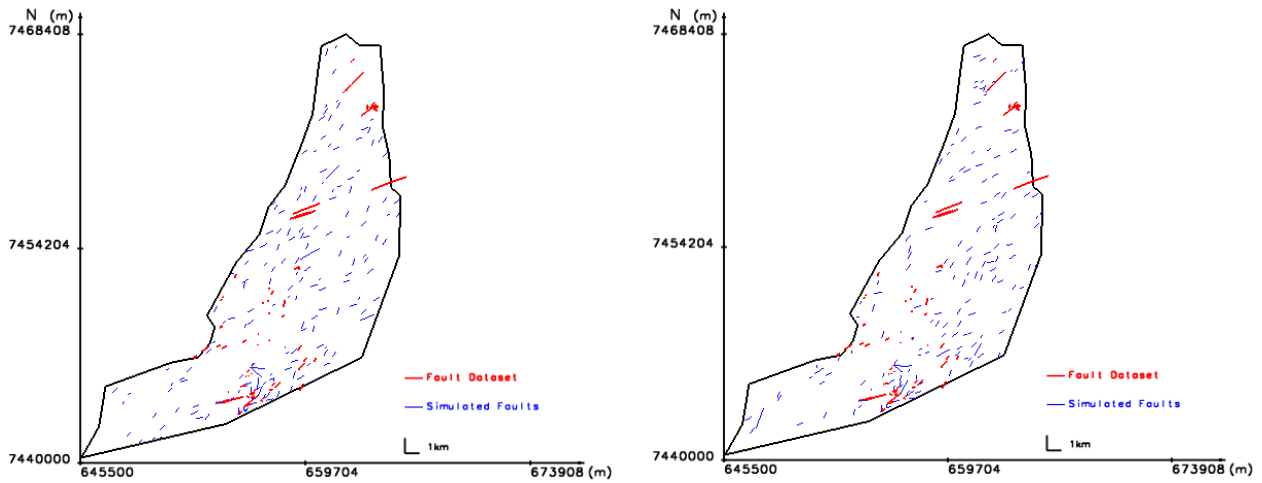 N (m)
7468408
7454204
7440000
645500 659704 673908 (m)
Fault Dataset
Simulated Faults
1km
N (m)
7468408
7454204
7440000
645500 659704 673908 (m)
Fault Dataset
Simulated Faults
1km